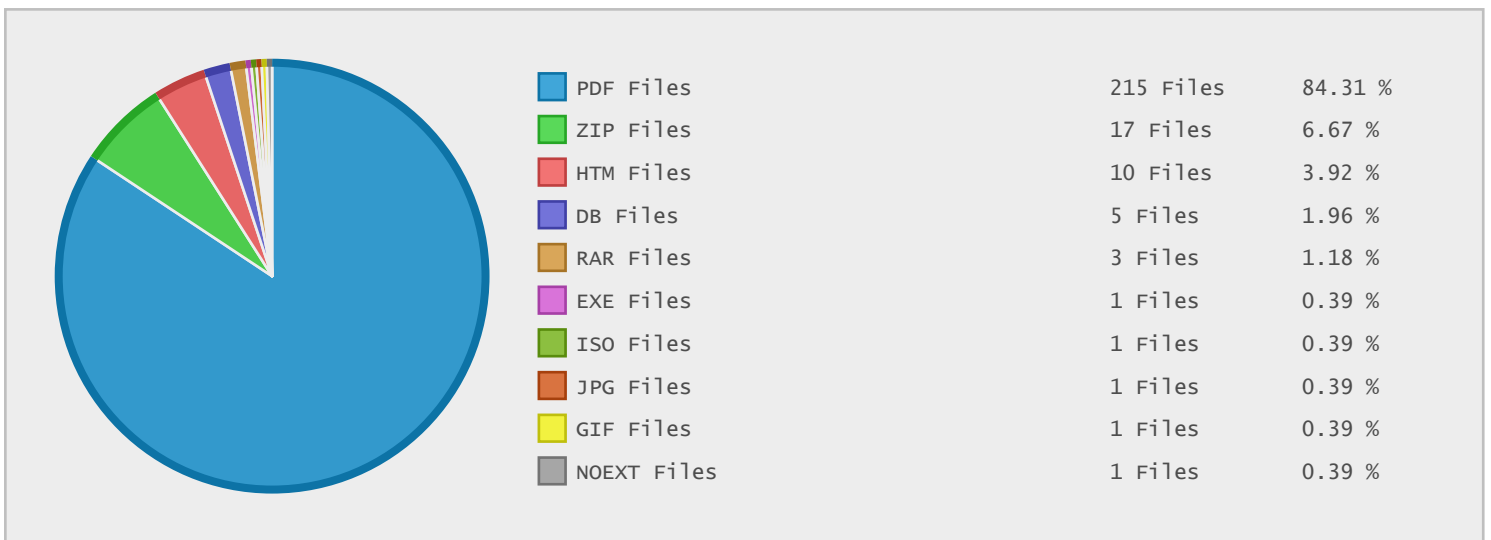 PDF Files 215 Files 84.31 %
ZIP Files 17 Files 6.67 %
HTM Files 10 Files 3.92 %
DB Files 5 Files 1.96 %
RAR Files 3 Files 1.18 %
EXE Files 1 Files 0.39 %
ISO Files 1 Files 0.39 %
JPG Files 1 Files 0.39 %
GIF Files 1 Files 0.39 %
NOEXT Files 1 Files 0.39 %